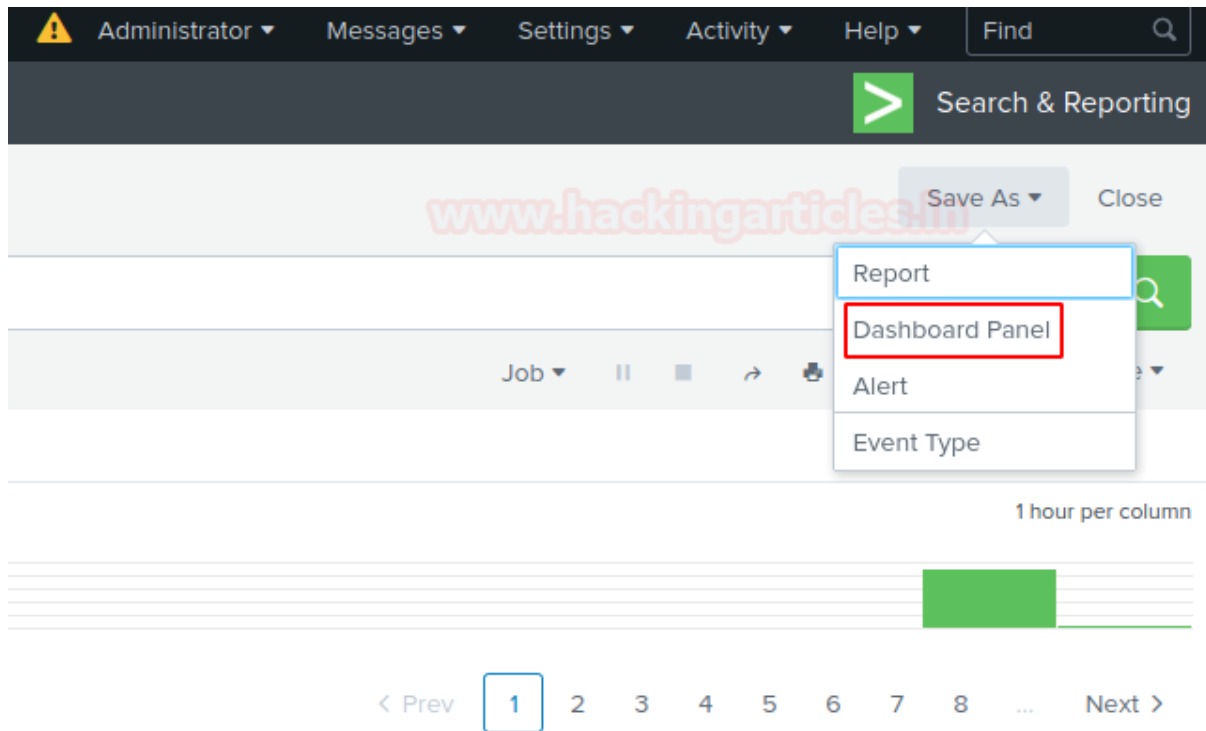 Administrator Messages Settings Activity Help Find
Search & Reporting
www.hackingarticles.in
Save As Close
Report
Dashboard Panel
Job
Alert
Event Type
1 hour per column
< Prev 1 2 3 4 5 6 7 8 ... Next >